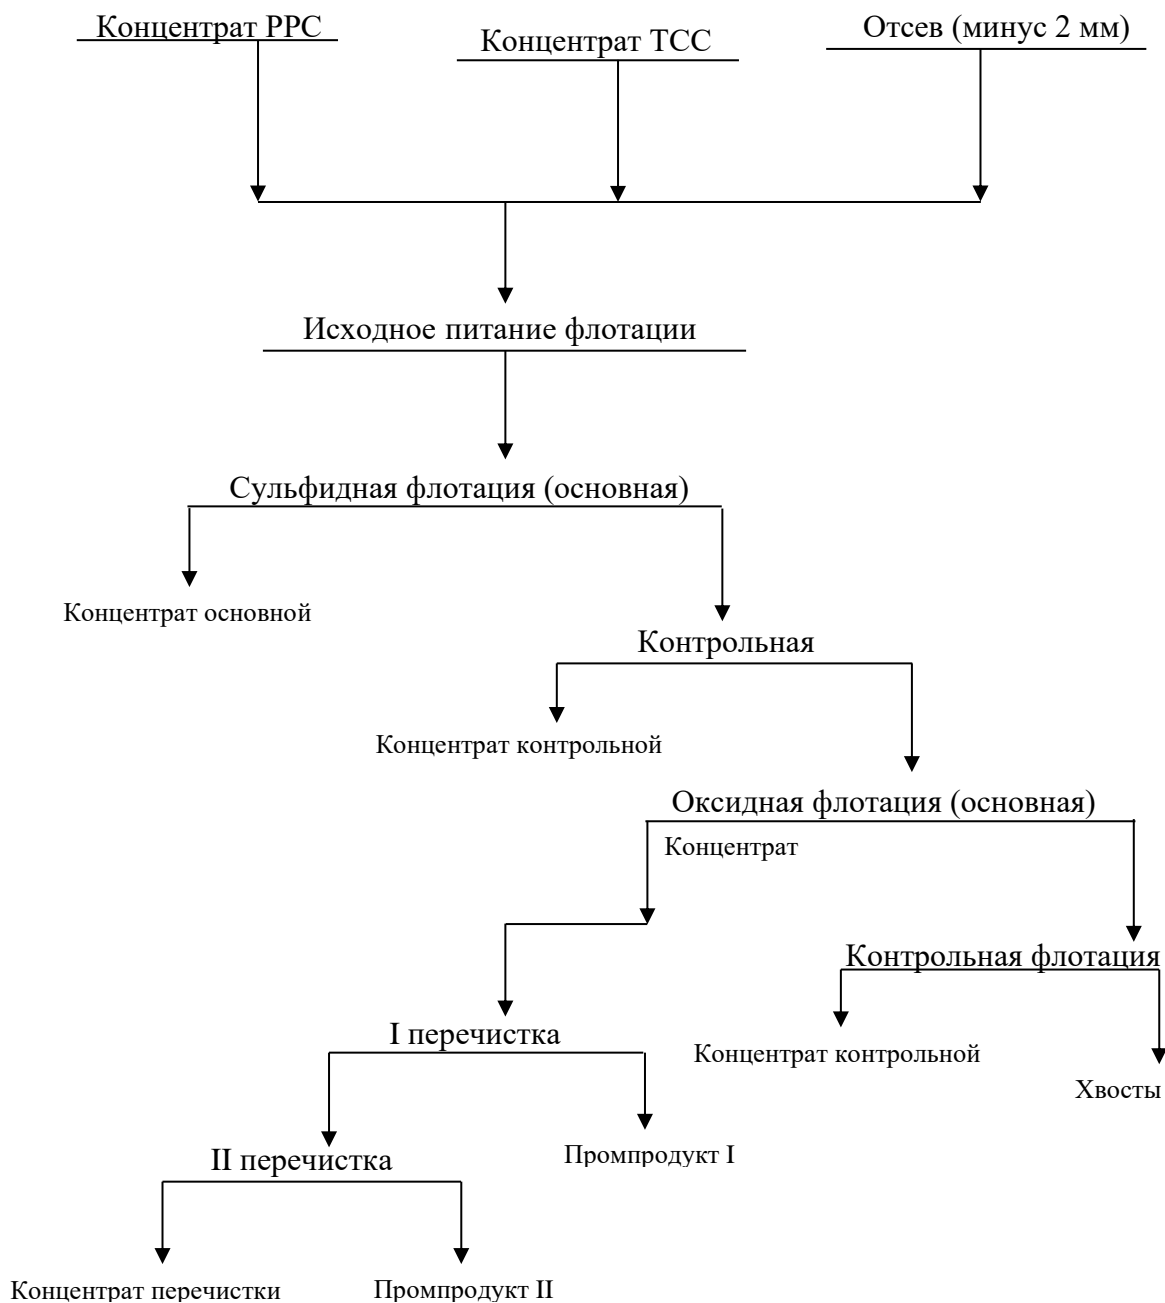 Концентрат РРС
Концентрат ТСС
Отсев (минус 2 мм)
Исходное питание флотации
Сульфидная флотация (основная)
Концентрат основной
Контрольная
Концентрат контрольной
Оксидная флотация (основная)
Концентрат
Контрольная флотация
I перечистка
Концентрат контрольной
Хвосты
II перечистка
Промпродукт I
Концентрат перечистки
Промпродукт II